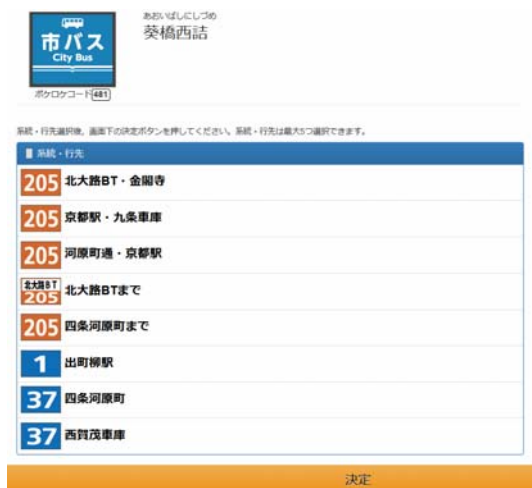 市バス
City Bus
ポケロケコード481
あおいばしにしづめ
葵橋西詰
系統・行先選択後、画面下の決定ボタンを押してください。系統・行先は最大5つ選択できます。
系統・行先
205 北大路BT・金閣寺
205 京都駅・九条車庫
205 河原町通・京都駅
北大路BT
205 北大路BTまで
205 四条河原町まで
1 出町柳駅
37 四条河原町
37 西賀茂車庫
決定